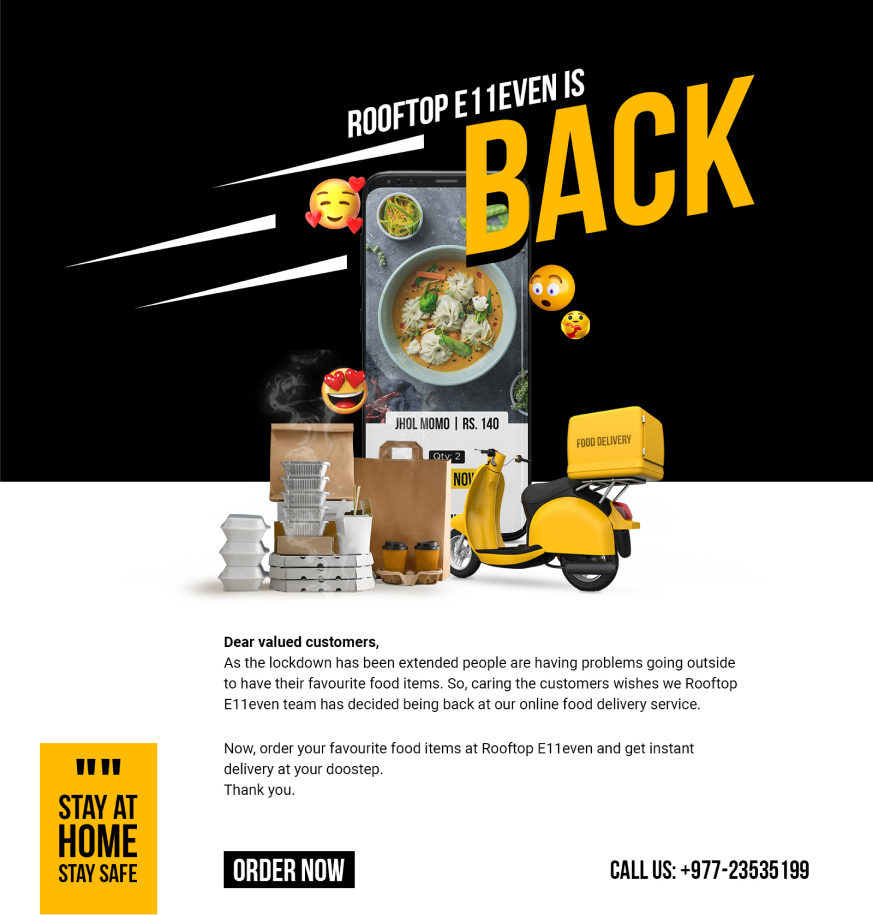 ROOFTOP E11EVEN IS
BACK
JHOL MOMO | RS. 140
Qty: 2
NOW
FOOD DELIVERY
Dear valued customers,
As the lockdown has been extended people are having problems going outside
to have their favourite food items. So, caring the customers wishes we Rooftop
E11even team has decided being back at our online food delivery service.
Now, order your favourite food items at Rooftop E11even and get instant
delivery at your doostep.
Thank you.
""
STAY AT
HOME
STAY SAFE
ORDER NOW
CALL US: +977-23535199